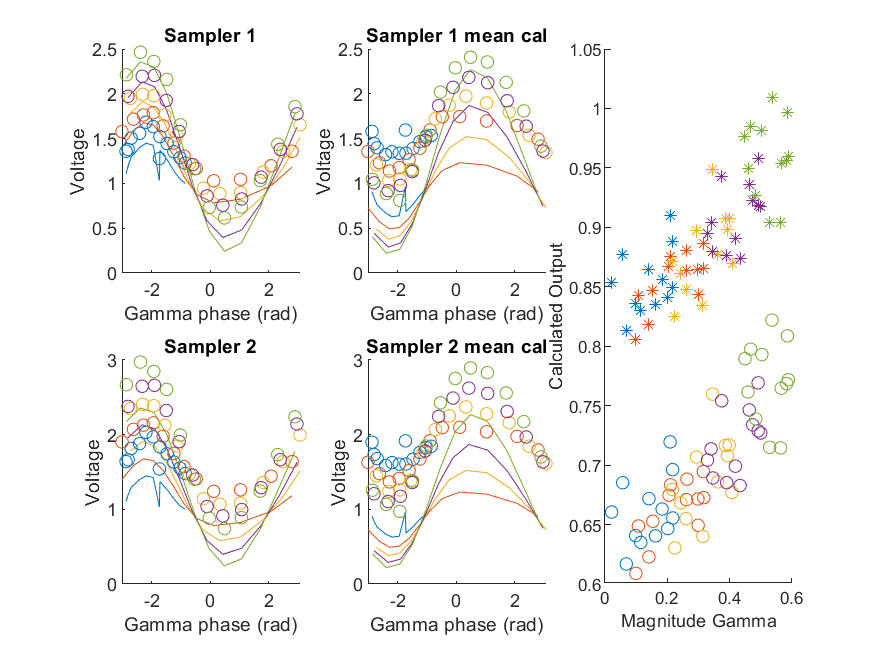 Sampler 1
2.5
2
1.5
1
0.5
0
Voltage
-2 0 2
Gamma phase (rad)
Sampler 1 mean cal
2.5
2
1.5
1
0.5
0
Voltage
-2 0 2
Gamma phase (rad)
Sampler 2
3
2
1
0
Voltage
-2 0 2
Gamma phase (rad)
Sampler 2 mean cal
3
2
1
0
Voltage
-2 0 2
Gamma phase (rad)
1.05
1
0.95
0.9
0.85
0.8
0.75
0.7
0.65
0.6
Calculated Output
0 0.2 0.4 0.6
Magnitude Gamma